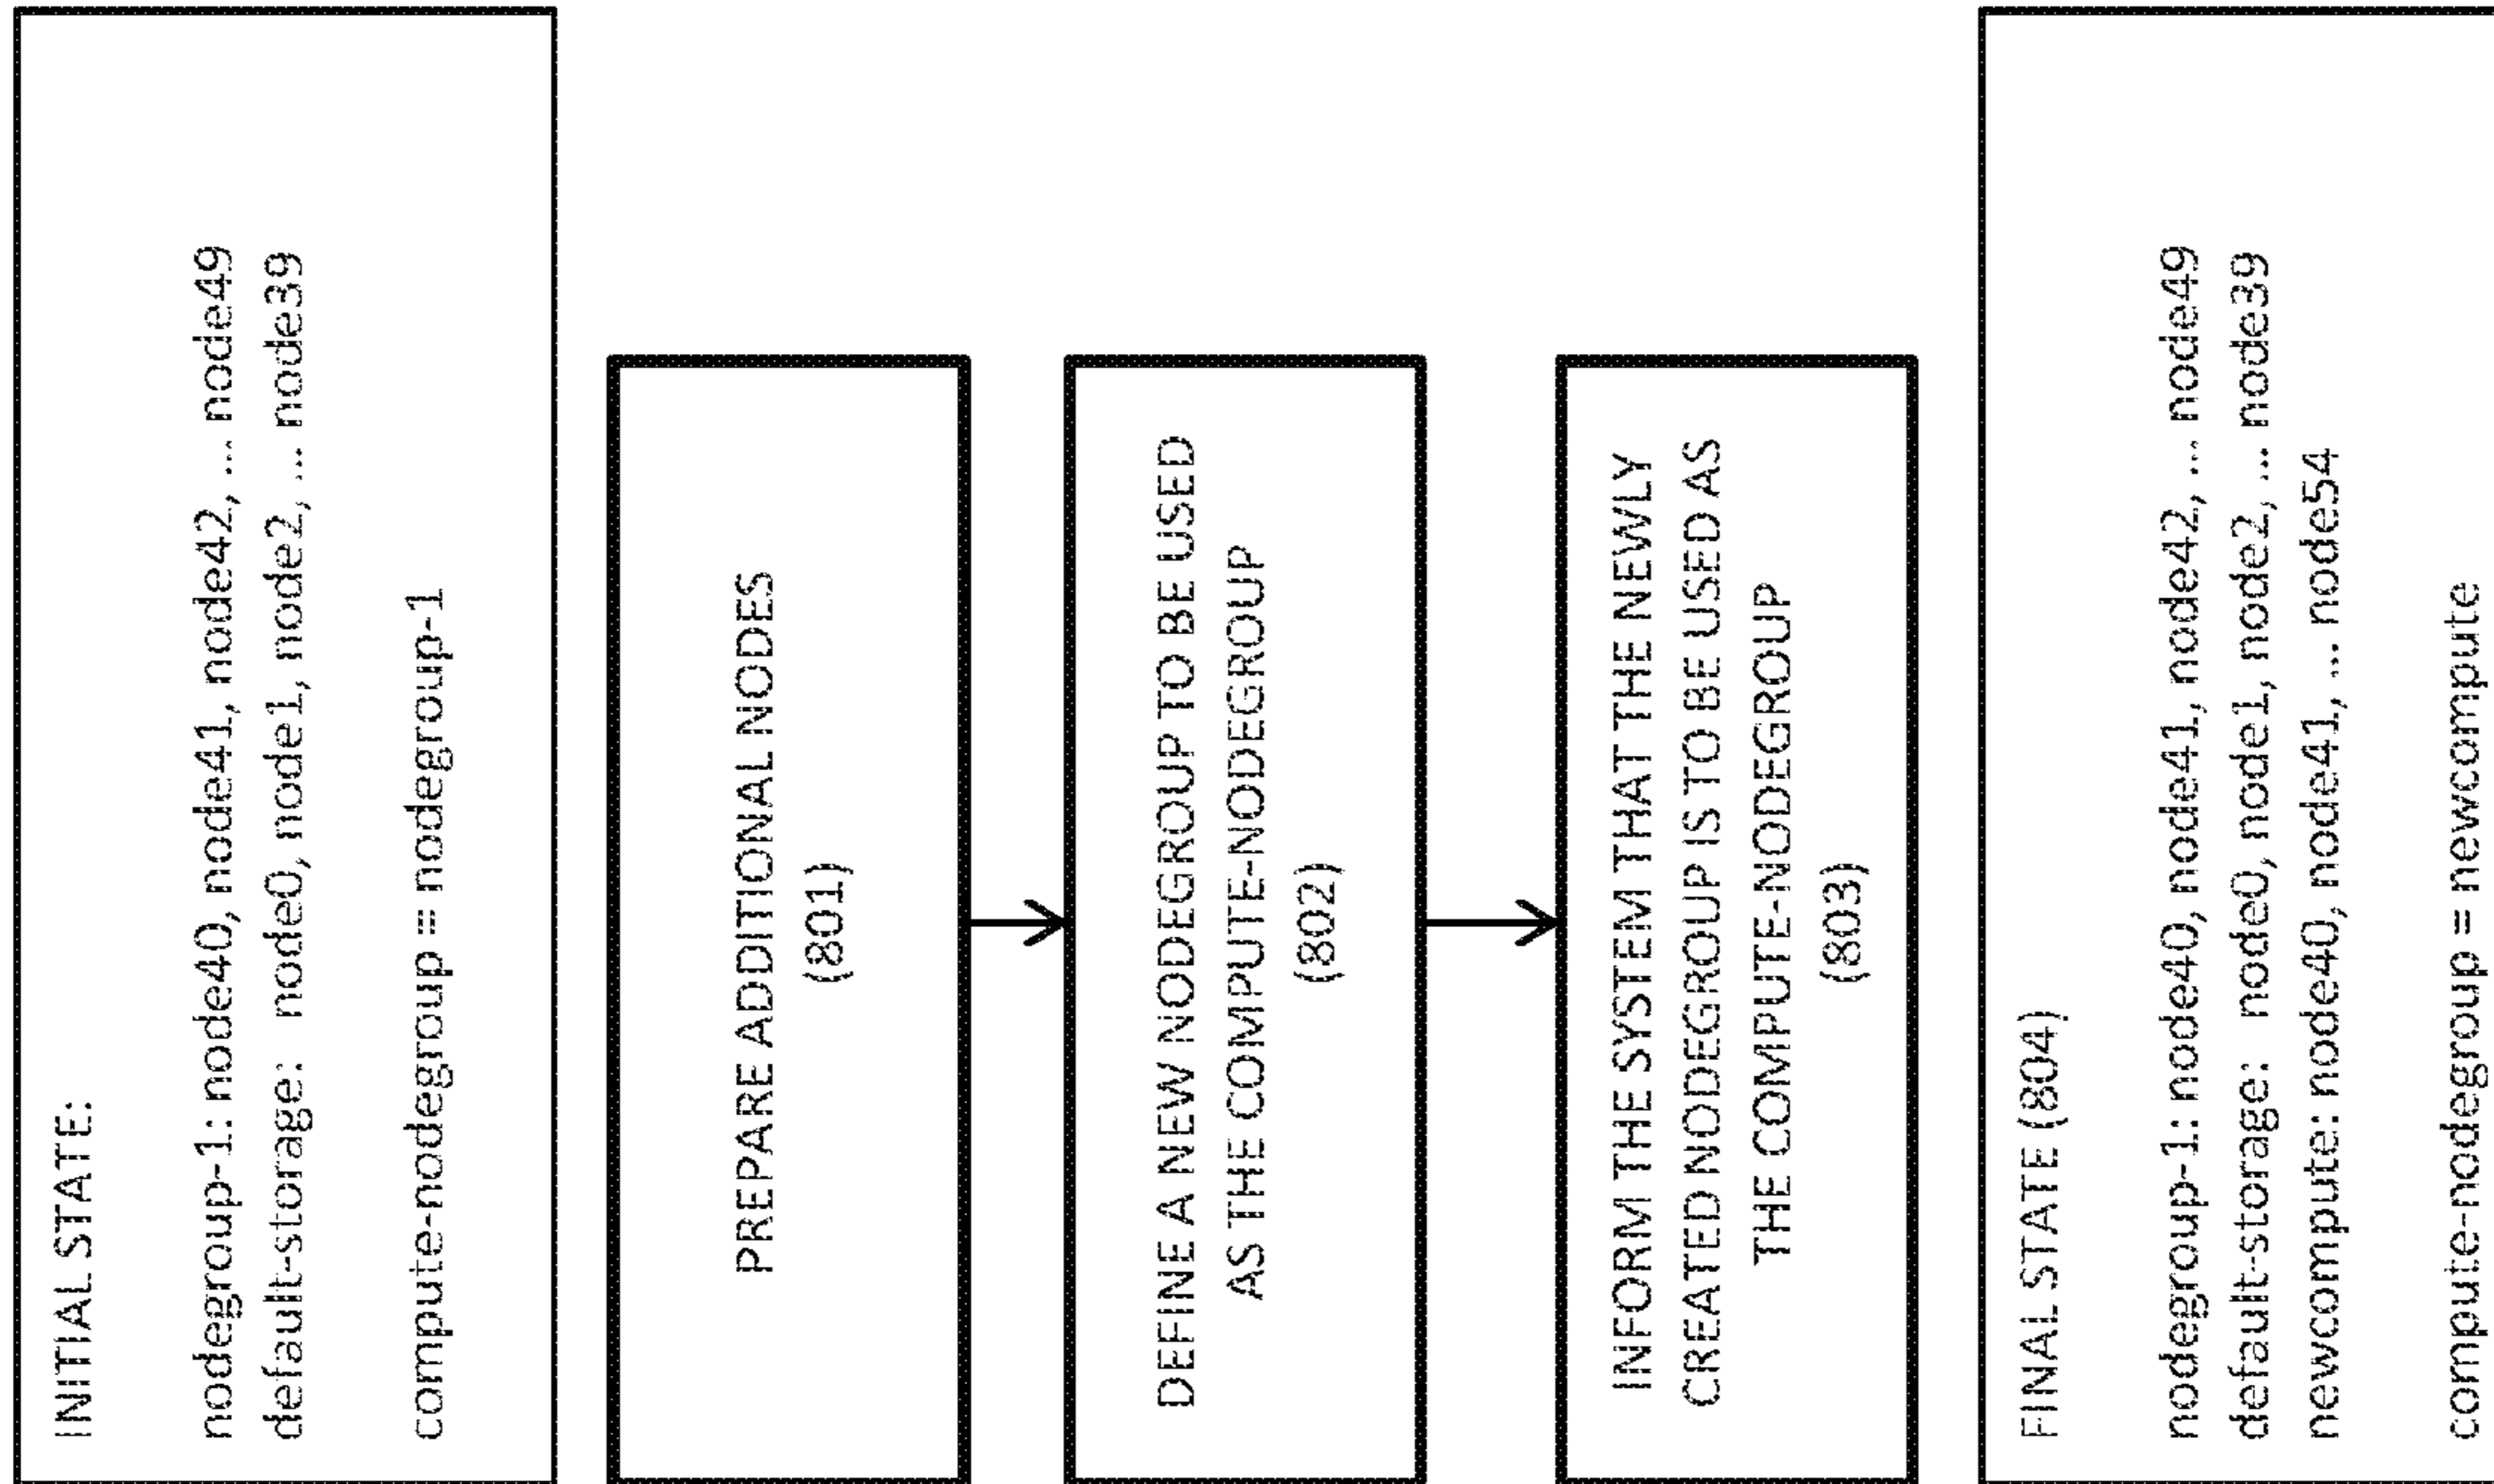 INITIAL STATE:
nodegroup-1: node40, node41, node42, ... node49
default-storage: node0, node1, node2, ... node39
compute-nodegroup = nodegroup-1
PREPARE ADDITIONAL NODES
(801)
DEFINE A NEW NODEGROUP TO BE USED
AS THE COMPUTE-NODEGROUP
(802)
INFORM THE SYSTEM THAT THE NEWLY
CREATED NODEGROUP IS TO BE USED AS
THE COMPUTE-NODEGROUP
(803)
FINAL STATE (804)
nodegroup-1: node40, node41, node42, ... node49
default-storage: node0, node1, node2, ... node39
newcompute: node40, node41, ... node54
compute-nodegroup = newcompute